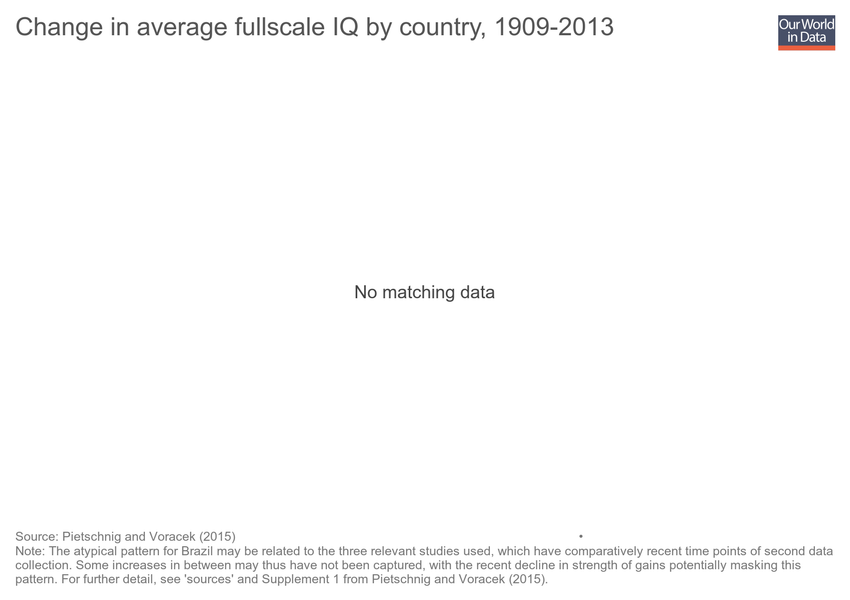 Change in average fullscale IQ by country, 1909-2013
Our World
in Data
No matching data
Source: Pietschnig and Voracek (2015)
•
Note: The atypical pattern for Brazil may be related to the three relevant studies used, which have comparatively recent time points of second data
collection. Some increases in between may thus have not been captured, with the recent decline in strength of gains potentially masking this
pattern. For further detail, see 'sources' and Supplement 1 from Pietschnig and Voracek (2015).